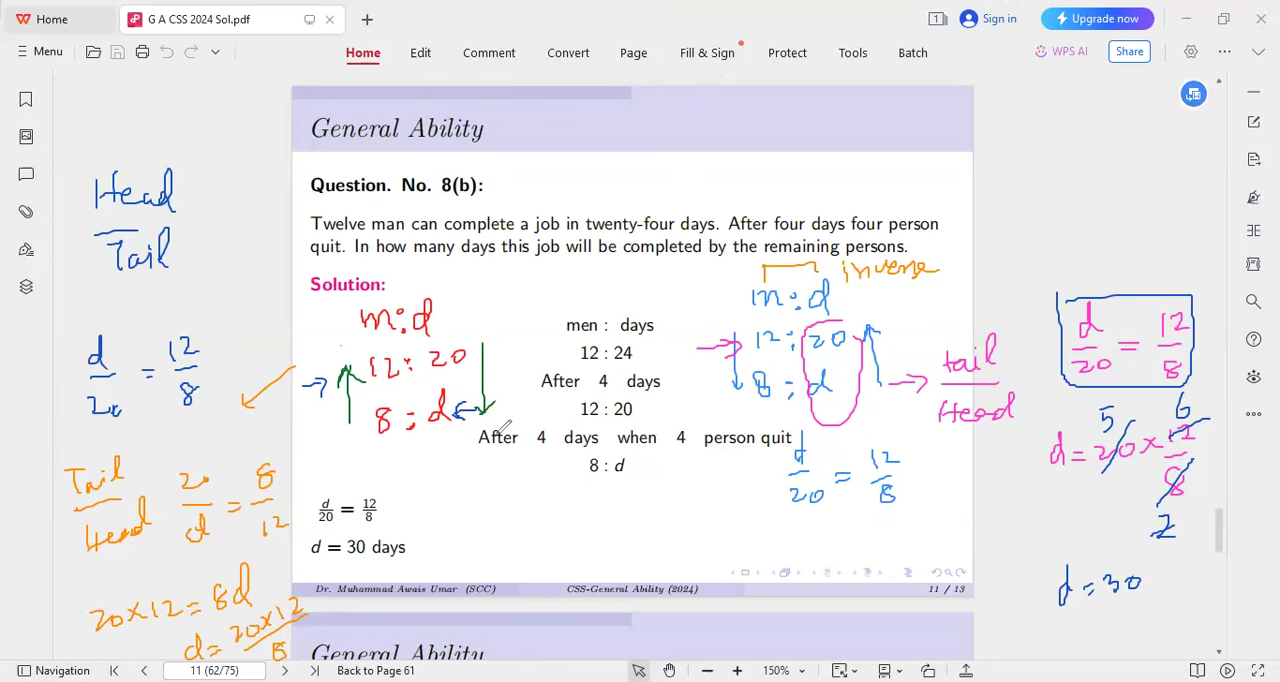 Home
G A CSS 2024 Sol.pdf
1
Sign in
Upgrade now
Menu
Home
Edit
Comment
Convert
Page
Fill & Sign
Protect
Tools
Batch
WPS AI
Share
General Ability
Question. No. 8(b):
Twelve man can complete a job in twenty-four days. After four days four person
quit. In how many days this job will be completed by the remaining persons.
Solution:
men : days
12 : 24
After 4 days
12 : 20
After 4 days when 4 person quit
8 : d
d/20 = 12/8
d = 30 days
Head
Tail
d/20 = 12/8
Tail
Head
20/d = 8/12
20×12 = 8d
d = 20×12/8
m : d
12 : 20
8 : d
inverse
m : d
12 : 20
8 : d
d/20 = 12/8
tail
Head
d/20 = 12/8
5 6
d = 20 × 12/8
2
d = 30
Dr. Muhammad Awais Umar (SCC)
CSS-General Ability (2024)
11 / 13
General Ability
Navigation
11 (62/75)
Back to Page 61
150%